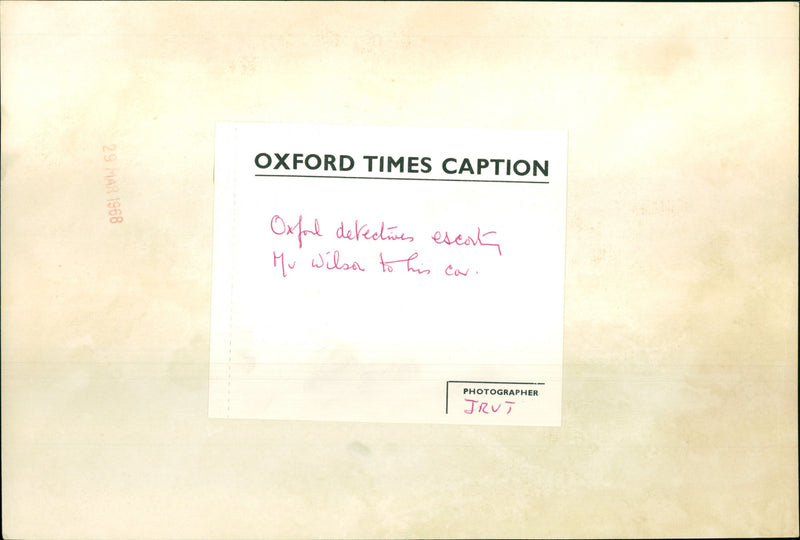 29 MAR 1968
OXFORD TIMES CAPTION
Oxford detectives escorting
Mr Wilson to his car.
PHOTOGRAPHER
JRVT